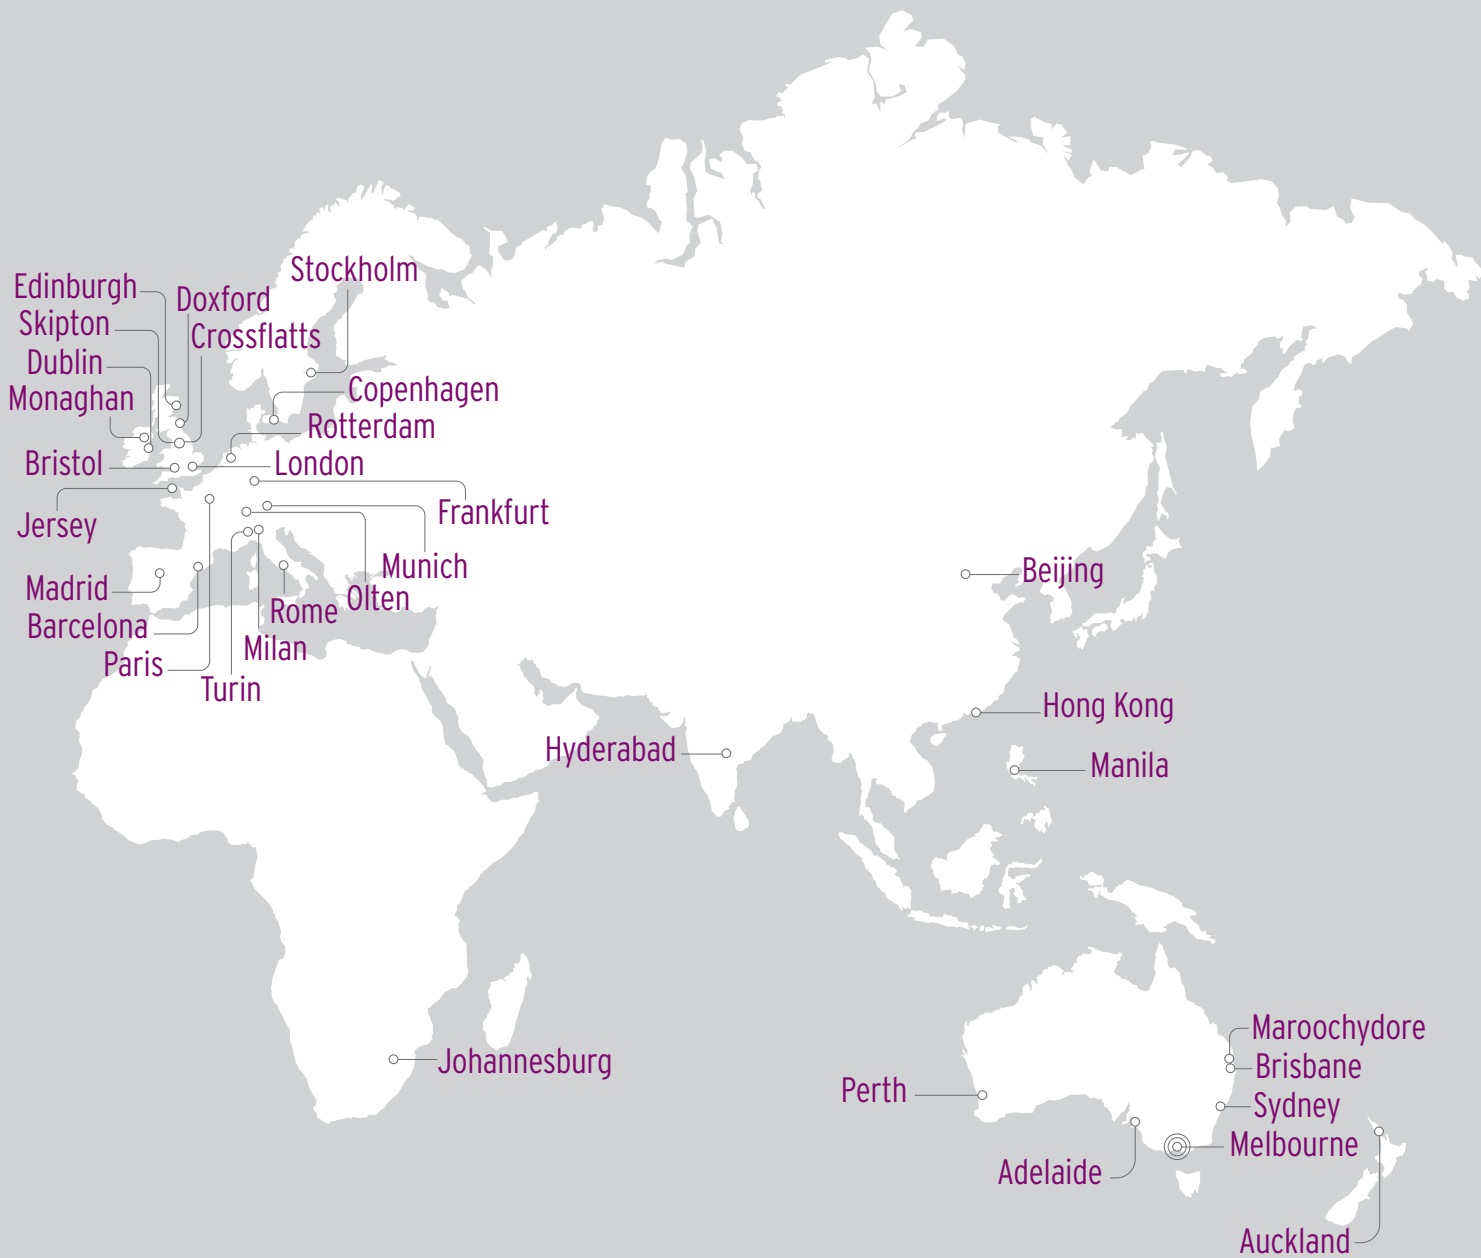 Stockholm
Edinburgh
Doxford
Skipton
Crossflatts
Dublin
Copenhagen
Monaghan
Rotterdam
Bristol
London
Frankfurt
Jersey
Munich
Madrid
Olten
Rome
Barcelona
Milan
Paris
Turin
Beijing
Hong Kong
Hyderabad
Manila
Johannesburg
Maroochydore
Brisbane
Perth
Sydney
Melbourne
Adelaide
Auckland